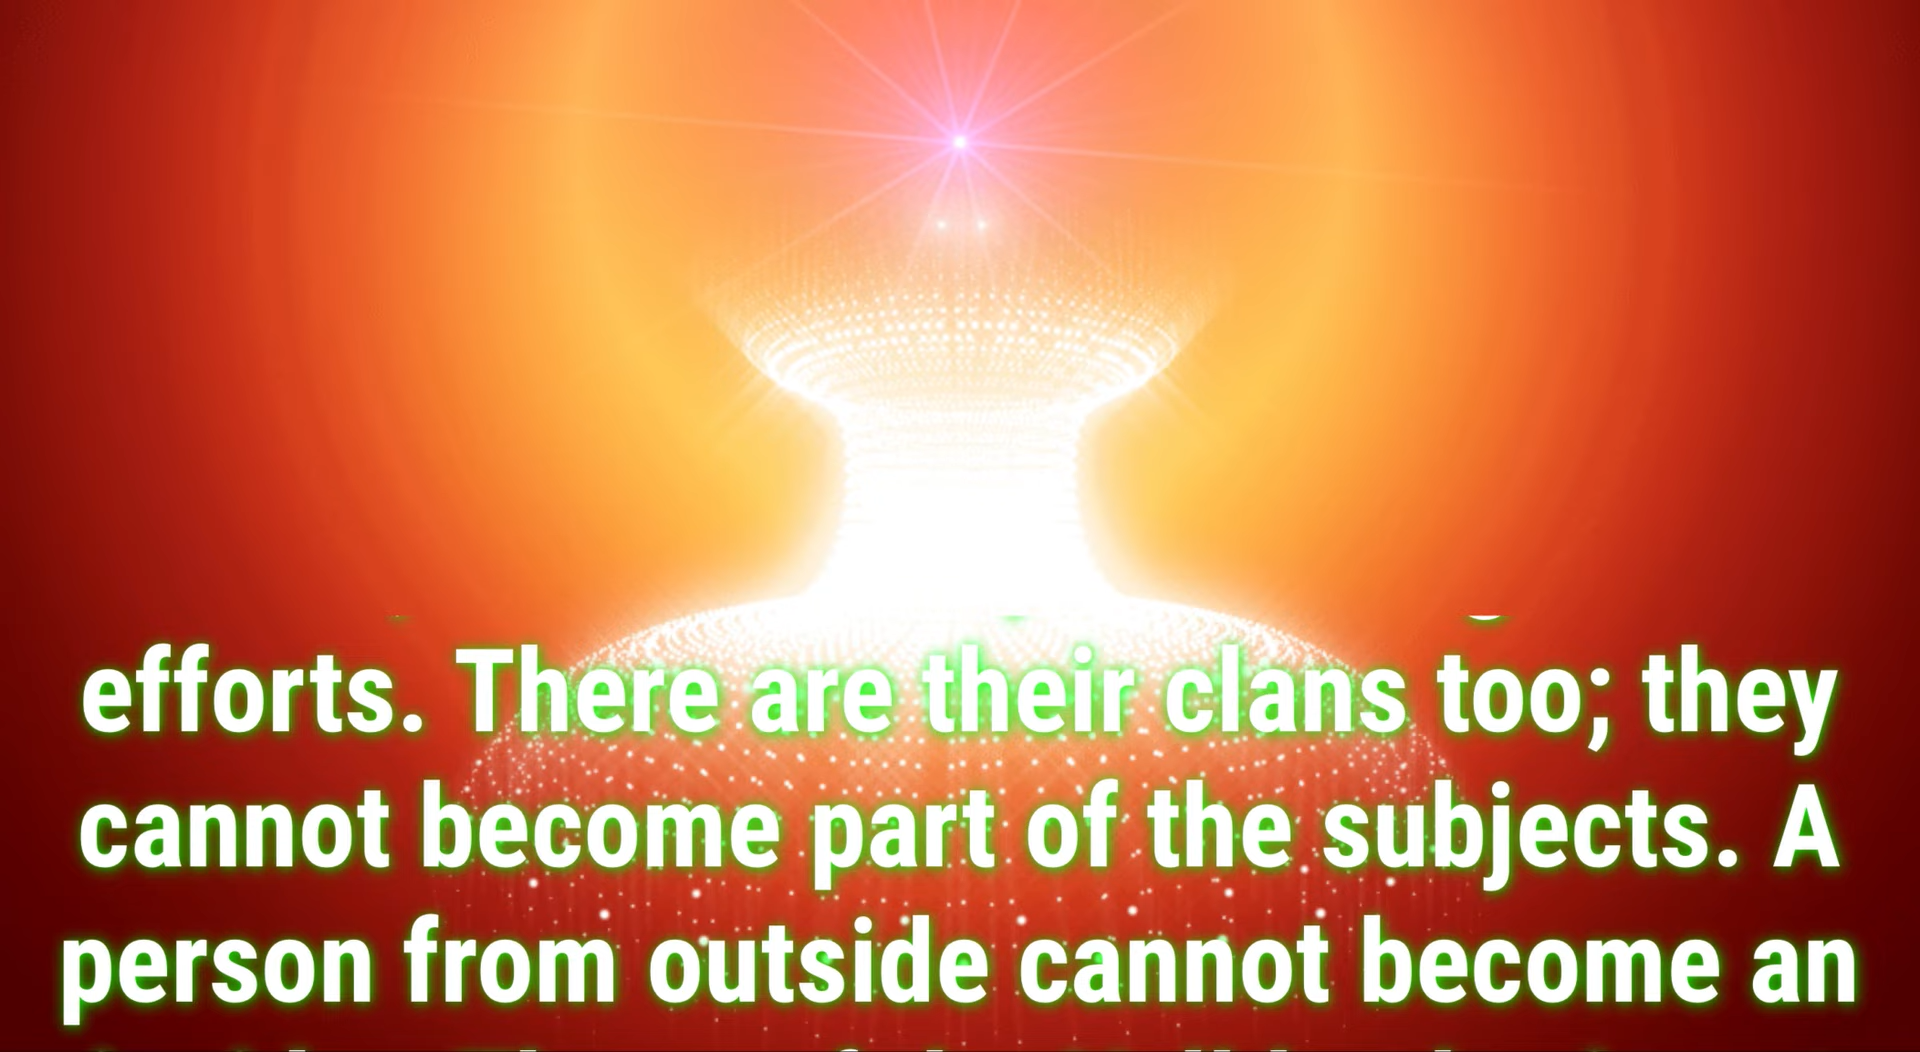 efforts. There are their clans too; they
cannot become part of the subjects. A
person from outside cannot become an